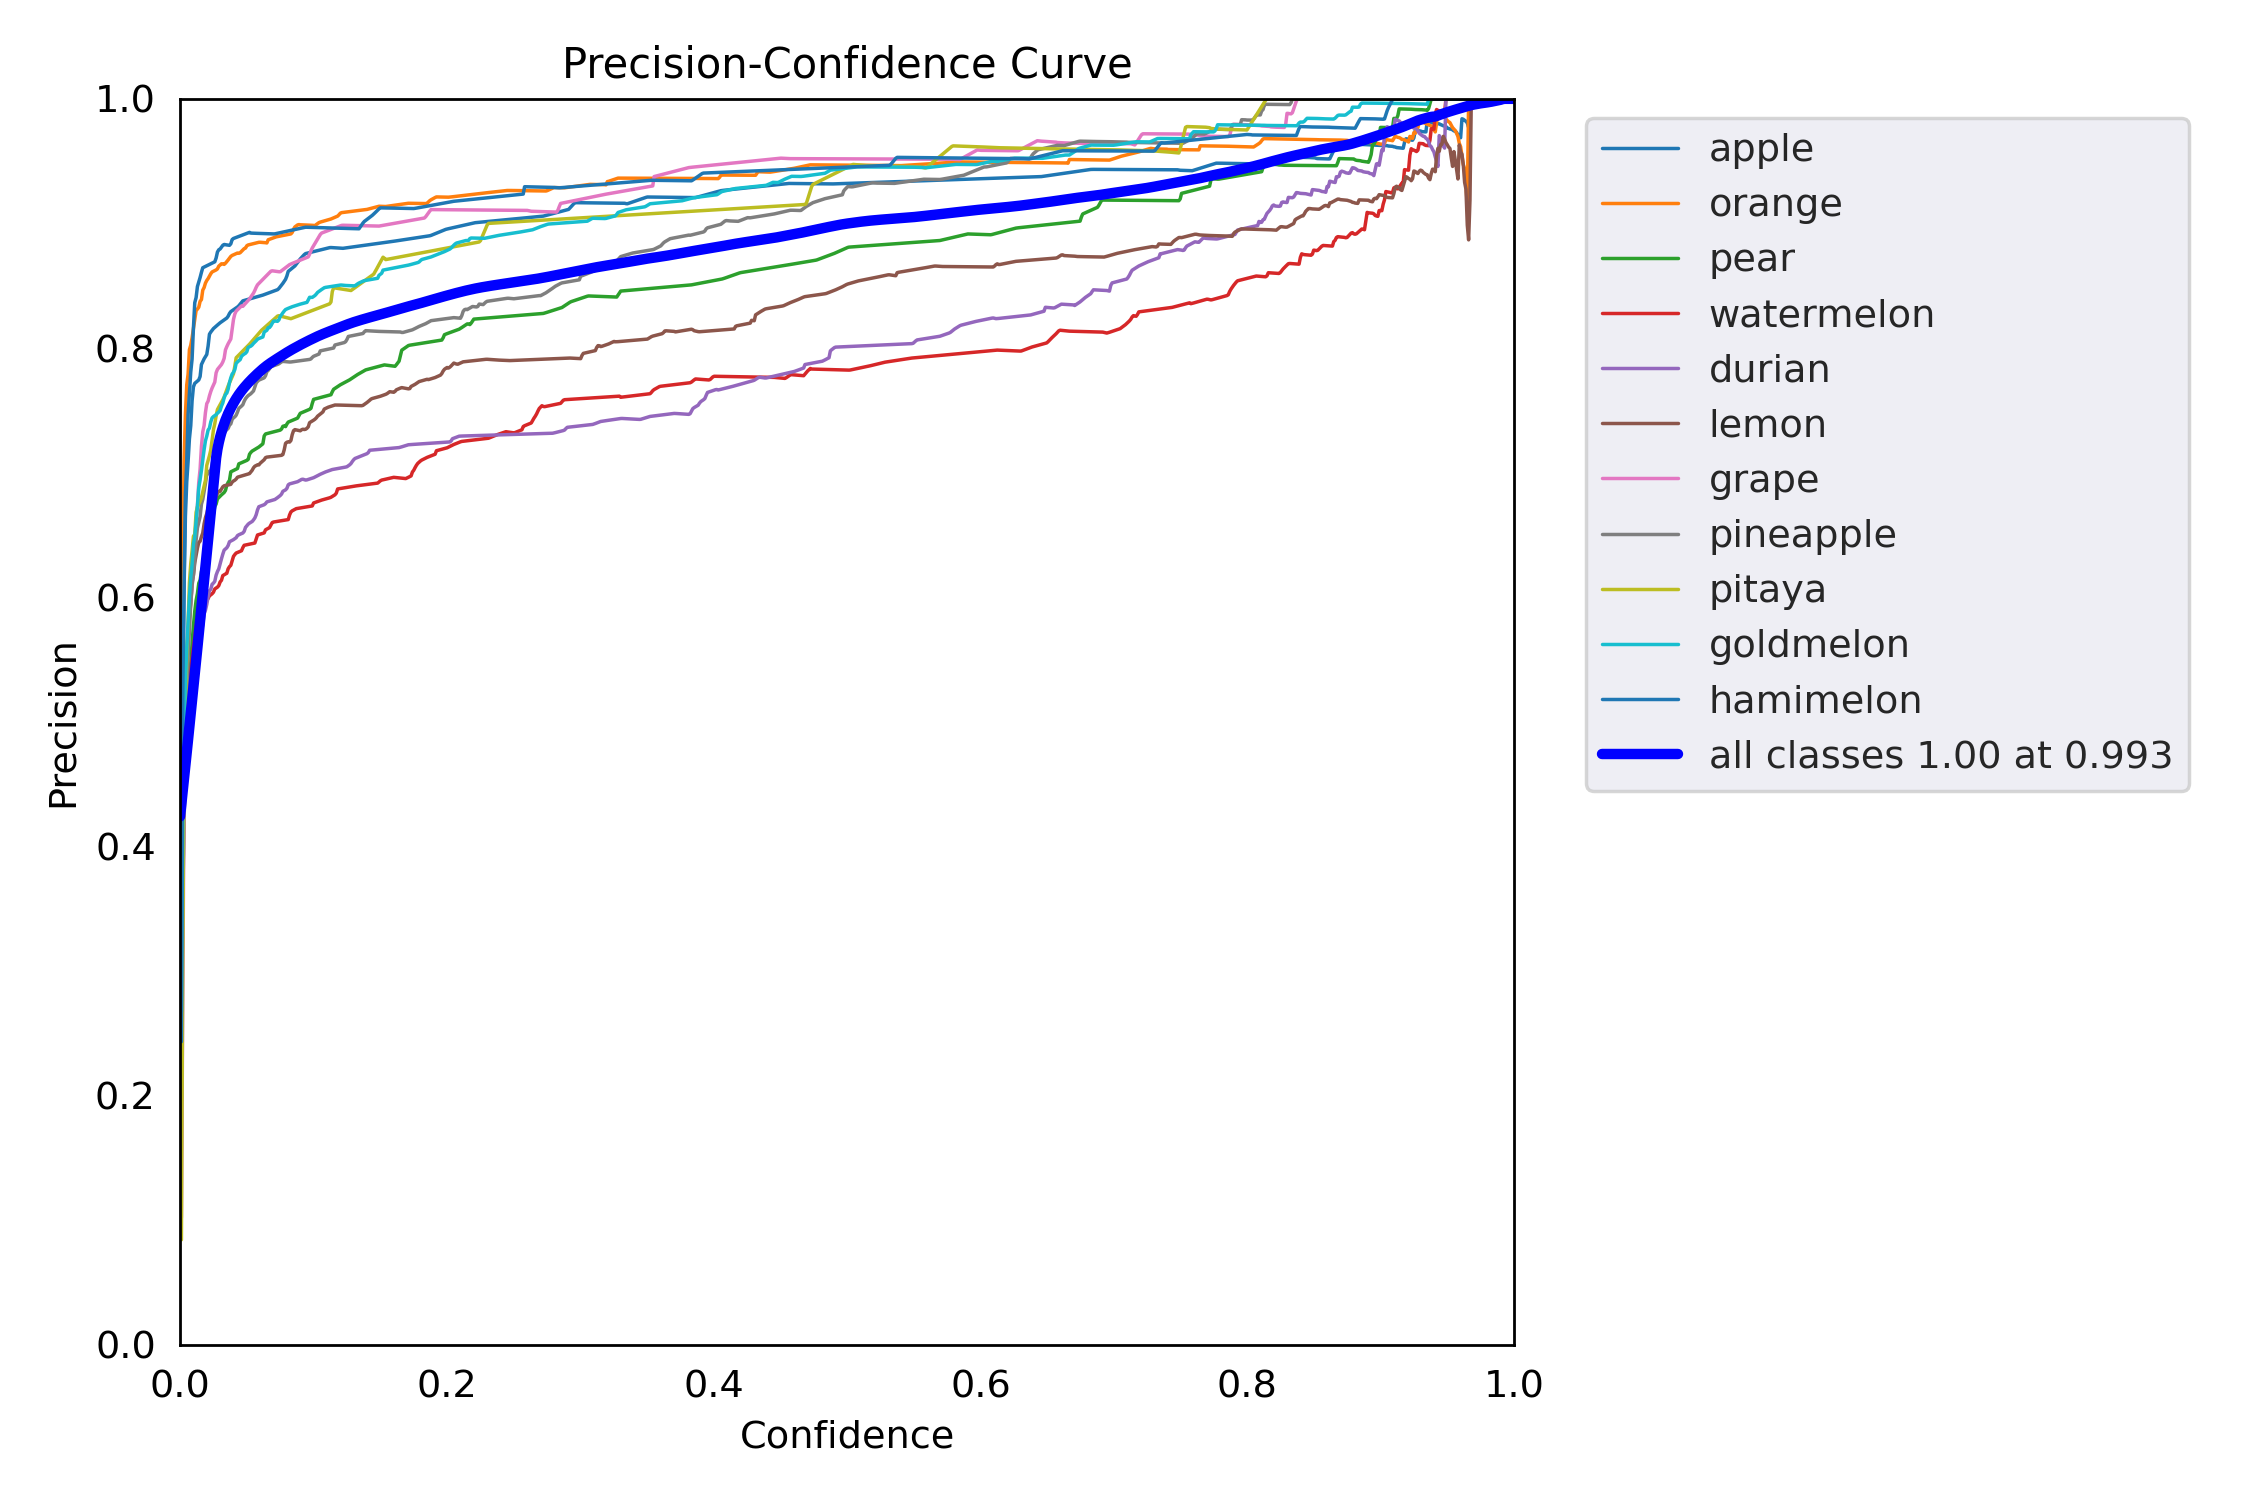 Precision-Confidence Curve
1.0
0.8
0.6
0.4
0.2
0.0
Precision
0.0 0.2 0.4 0.6 0.8 1.0
Confidence
apple
orange
pear
watermelon
durian
lemon
grape
pineapple
pitaya
goldmelon
hamimelon
all classes 1.00 at 0.993